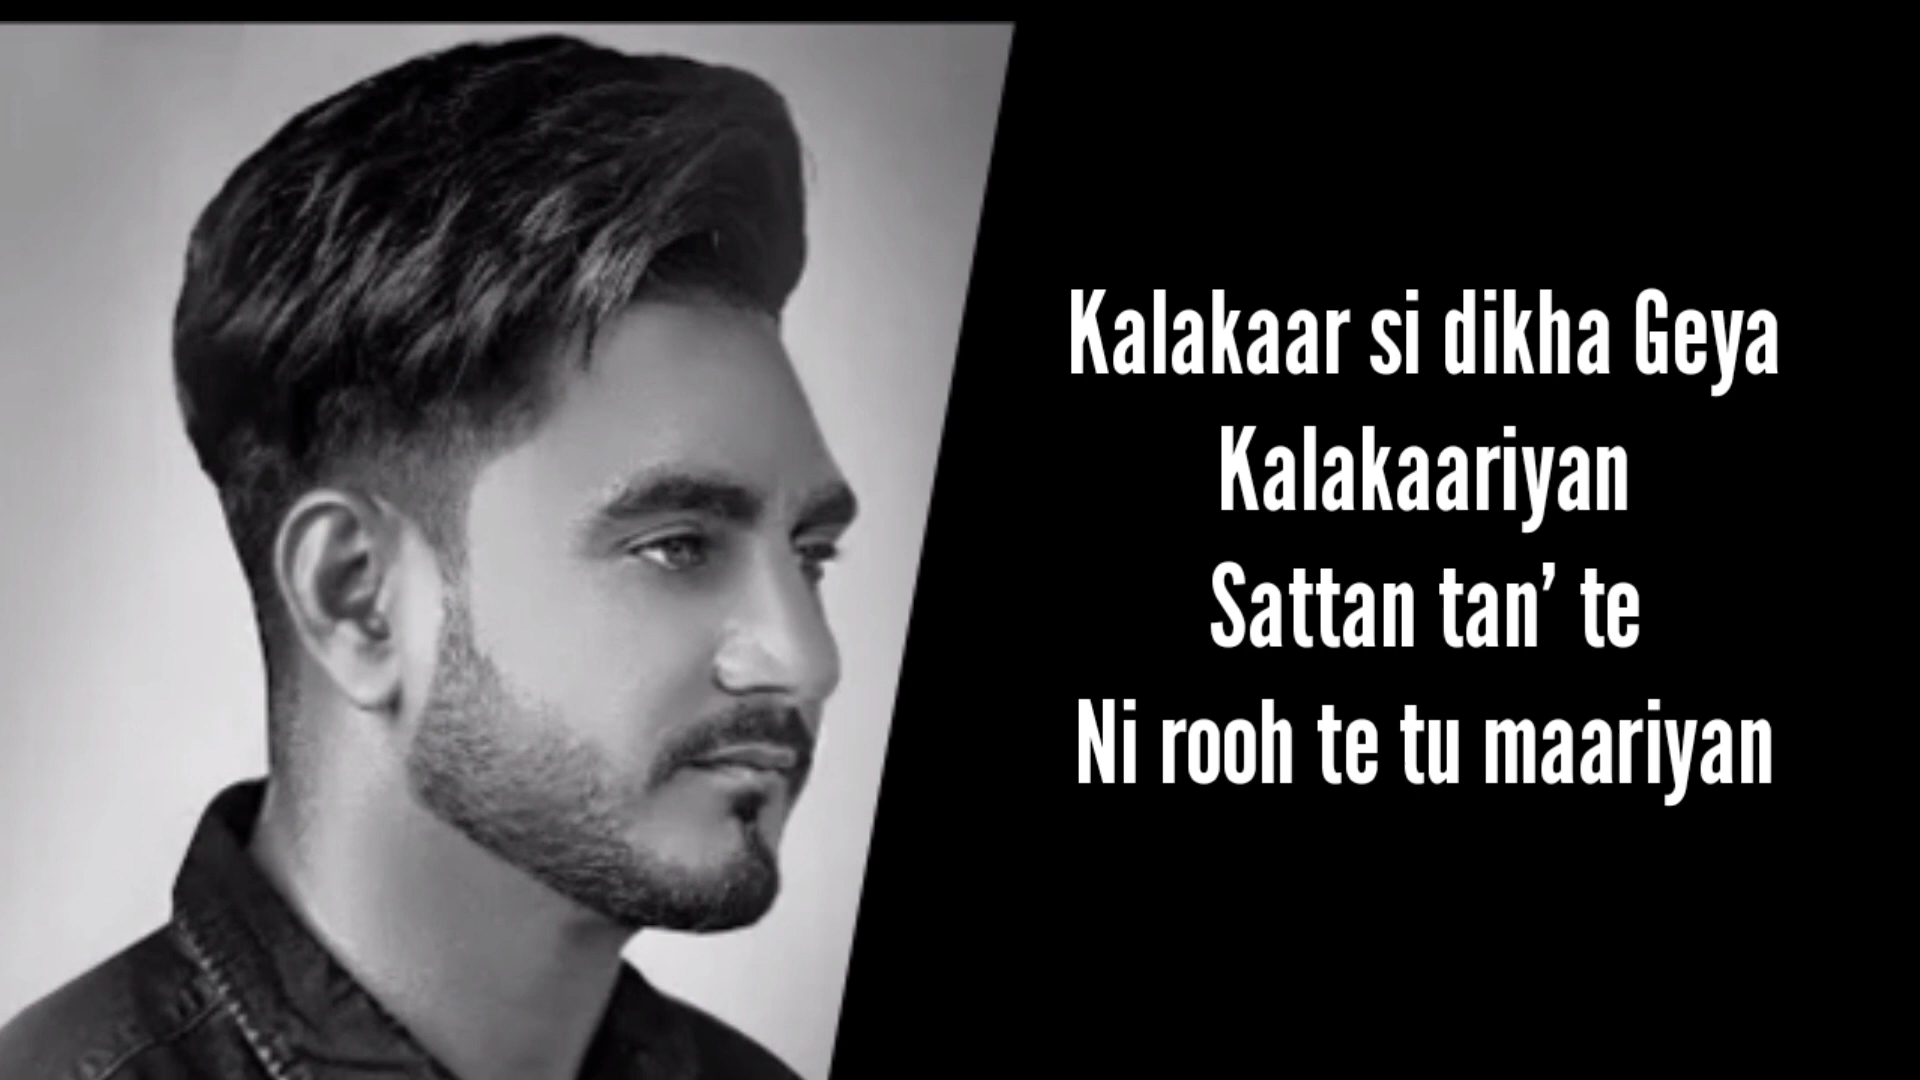 Kalakaar si dikha Geya
Kalakaariyan
Sattan tan’ te
Ni rooh te tu maariyan